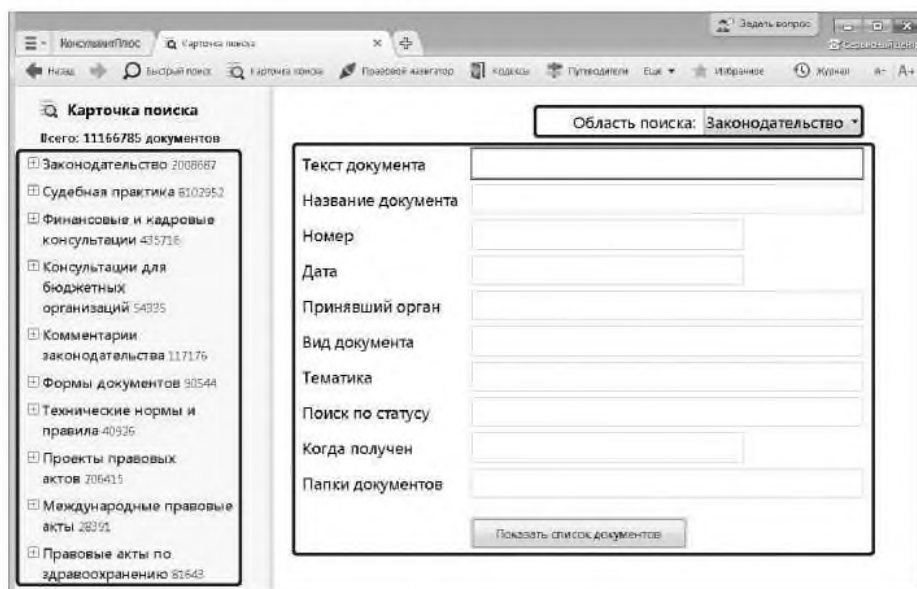 Задать вопрос
КонсультантПлюс
Карточка поиска
Сервисный центр
Назад
Быстрый поиск
Карточка поиска
Правовой навигатор
Кодексы
Путеводители
Еще
Избранное
Журнал
А-
А+
Карточка поиска
Всего: 11166785 документов
Область поиска: Законодательство
Законодательство 2008687
Судебная практика 8102952
Финансовые и кадровые
консультации 435716
Консультации для
бюджетных
организаций 54335
Комментарии
законодательства 117176
Формы документов 90544
Технические нормы и
правила 40926
Проекты правовых
актов 206415
Международные правовые
акты 28391
Правовые акты по
здравоохранению 81643
Текст документа
Название документа
Номер
Дата
Принявший орган
Вид документа
Тематика
Поиск по статусу
Когда получен
Папки документов
Показать список документов